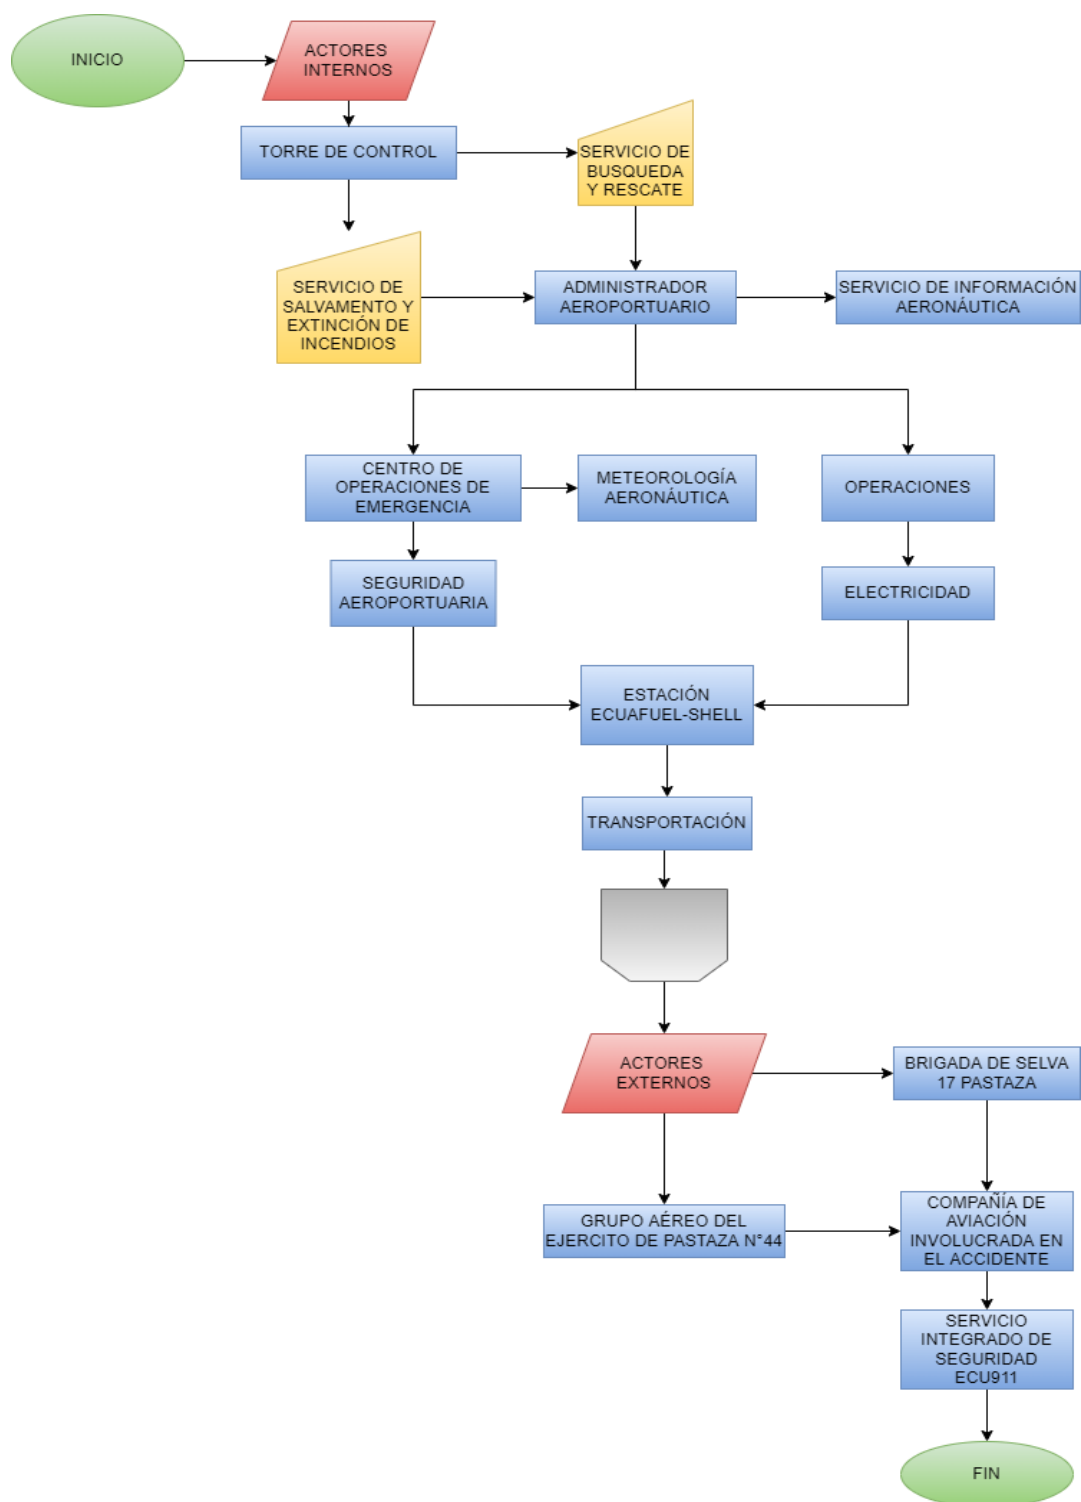 INICIO
ACTORES
INTERNOS
TORRE DE CONTROL
SERVICIO DE
BUSQUEDA
Y RESCATE
SERVICIO DE
SALVAMENTO Y
EXTINCIÓN DE
INCENDIOS
ADMINISTRADOR
AEROPORTUARIO
SERVICIO DE INFORMACIÓN
AERONÁUTICA
CENTRO DE
OPERACIONES DE
EMERGENCIA
METEOROLOGÍA
AERONÁUTICA
OPERACIONES
SEGURIDAD
AEROPORTUARIA
ELECTRICIDAD
ESTACIÓN
ECUAFUEL-SHELL
TRANSPORTACIÓN
ACTORES
EXTERNOS
BRIGADA DE SELVA
17 PASTAZA
GRUPO AÉREO DEL
EJERCITO DE PASTAZA N°44
COMPAÑÍA DE
AVIACIÓN
INVOLUCRADA EN
EL ACCIDENTE
SERVICIO
INTEGRADO DE
SEGURIDAD
ECU911
FIN